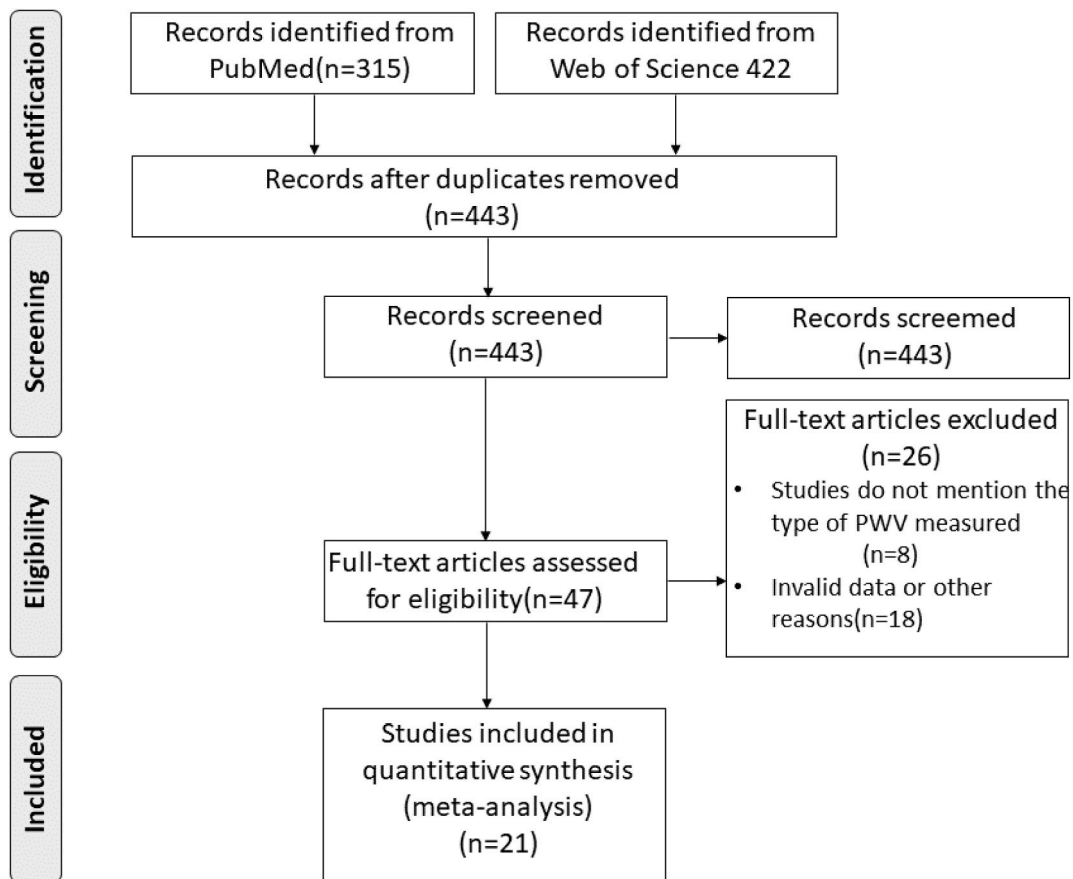 Identification
Records identified from
PubMed(n=315)
Records identified from
Web of Science 422
Records after duplicates removed
(n=443)
Screening
Records screened
(n=443)
Records screemed
(n=443)
Eligibility
Full-text articles assessed
for eligibility(n=47)
Full-text articles excluded
(n=26)
• Studies do not mention the
type of PWV measured
(n=8)
• Invalid data or other
reasons(n=18)
Included
Studies included in
quantitative synthesis
(meta-analysis)
(n=21)